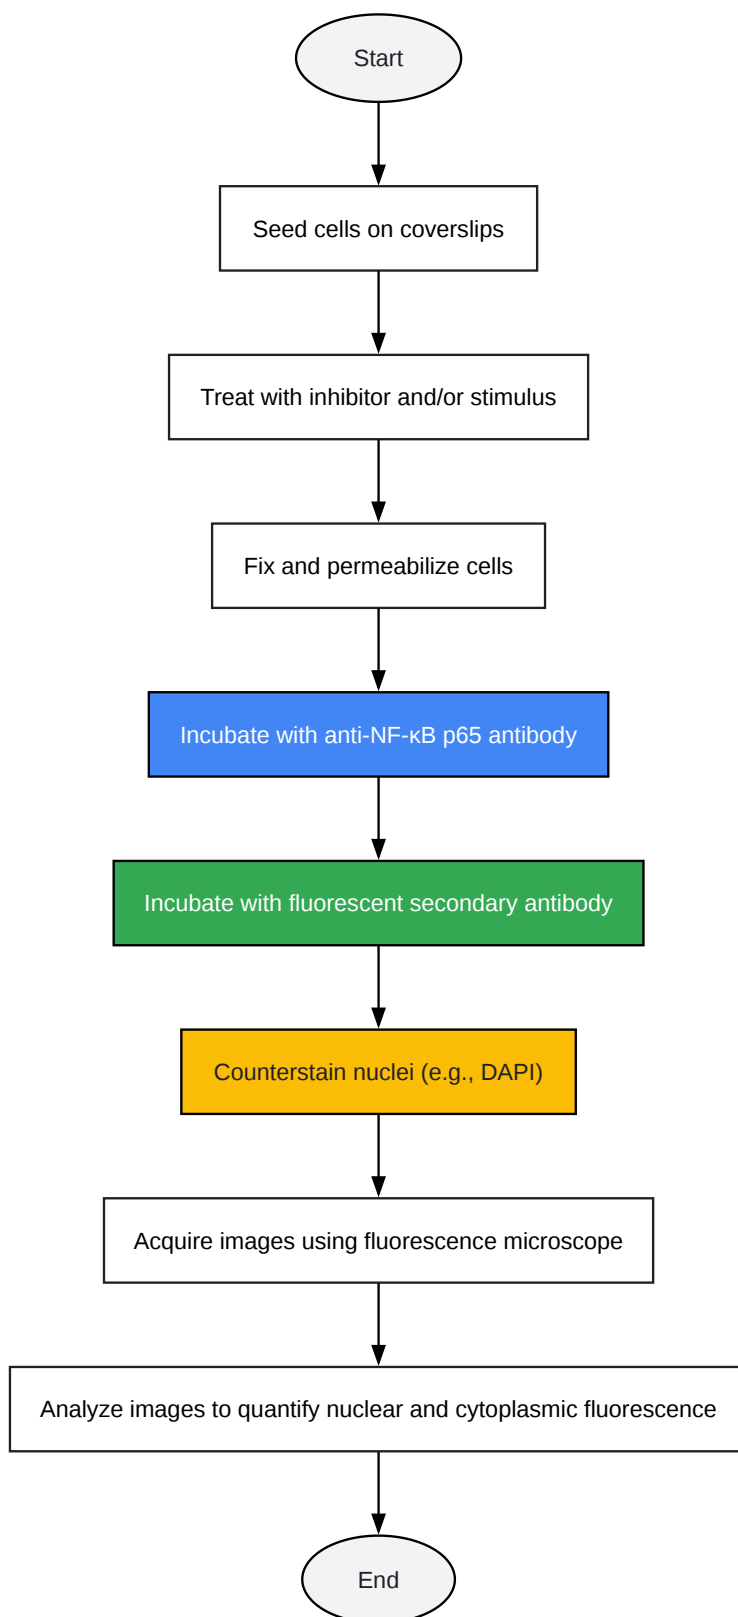 Start
Seed cells on coverslips
Treat with inhibitor and/or stimulus
Fix and permeabilize cells
Incubate with anti-NF-κB p65 antibody
Incubate with fluorescent secondary antibody
Counterstain nuclei (e.g., DAPI)
Acquire images using fluorescence microscope
Analyze images to quantify nuclear and cytoplasmic fluorescence
End